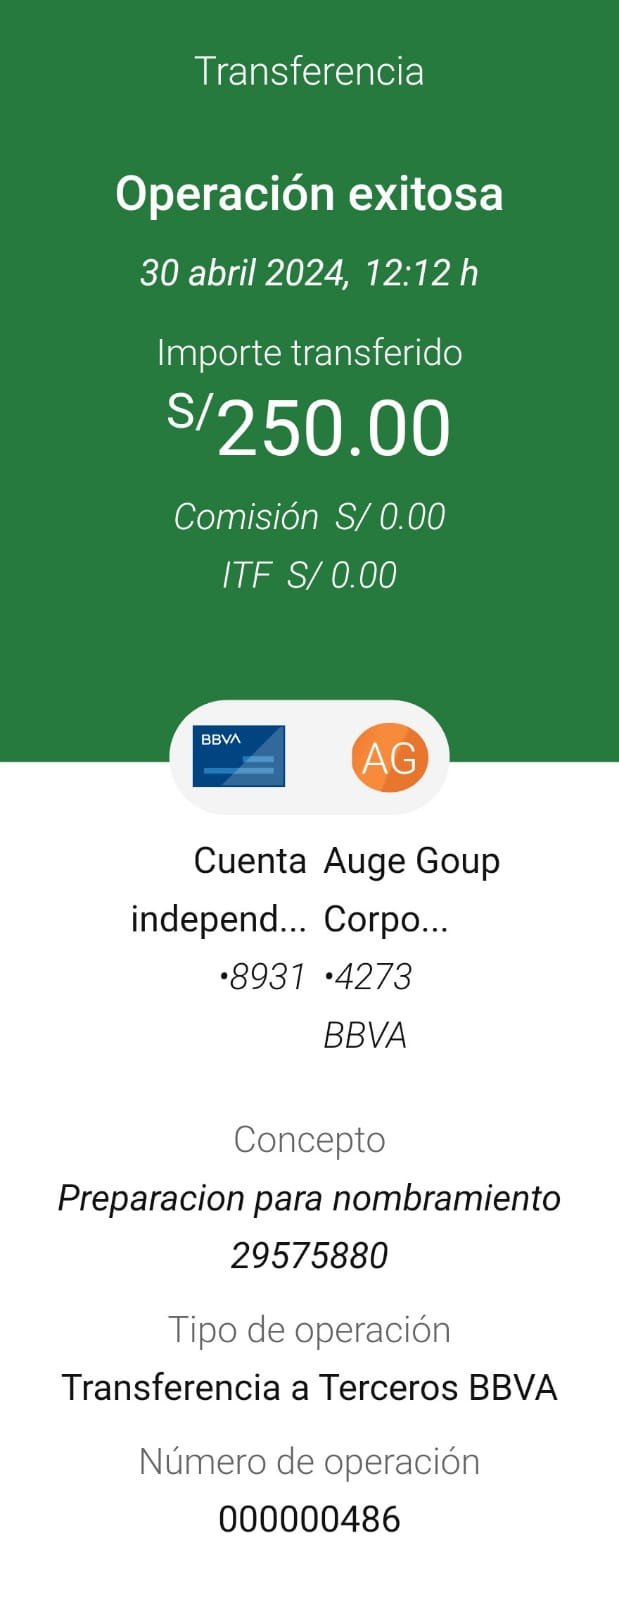 Transferencia
Operación exitosa
30 abril 2024, 12:12 h
Importe transferido
S/250.00
Comisión S/ 0.00
ITF S/ 0.00
BBVA
AG
Cuenta independ...
•8931
Auge Goup Corpo...
•4273
BBVA
Concepto
Preparacion para nombramiento
29575880
Tipo de operación
Transferencia a Terceros BBVA
Número de operación
000000486